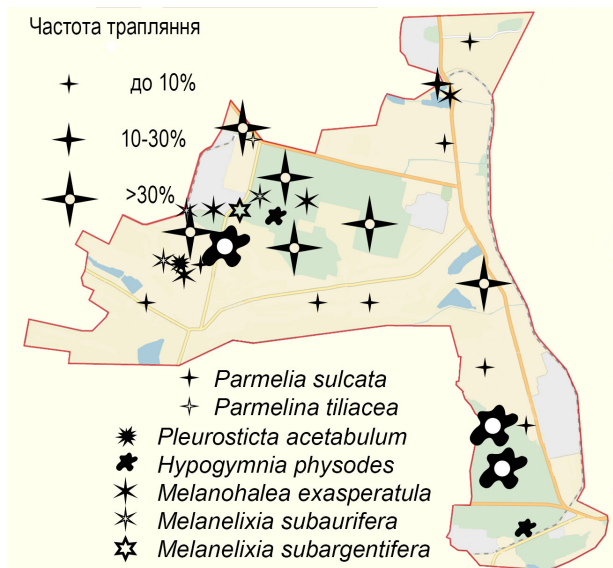 Частота трапляння
до 10%
10-30%
>30%
Parmelia sulcata
Parmelina tiliacea
Pleurosticta acetabulum
Hypogymnia physodes
Melanohalea exasperatula
Melanelixia subaurifera
Melanelixia subargentifera